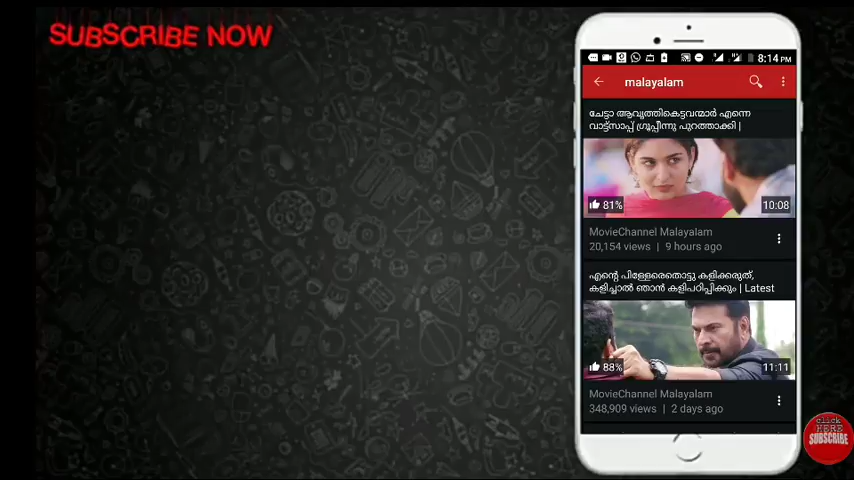 SUBSCRIBE NOW
8:14 PM
malayalam
ചേട്ടാ ആവൃത്തികെട്ടവന്മാർ എന്നെ
വാട്ട്സാപ്പ് ഗ്രൂപ്പീന്നു പുറത്താക്കി |
81%
10:08
MovieChannel Malayalam
20,154 views | 9 hours ago
എന്റെ പിള്ളേരെതൊട്ടു കളിക്കരുത്,
കളിച്ചാൽ ഞാൻ കളിപഠിപ്പിക്കും | Latest
88%
11:11
MovieChannel Malayalam
348,909 views | 2 days ago
click
HERE
SUBSCRIBE